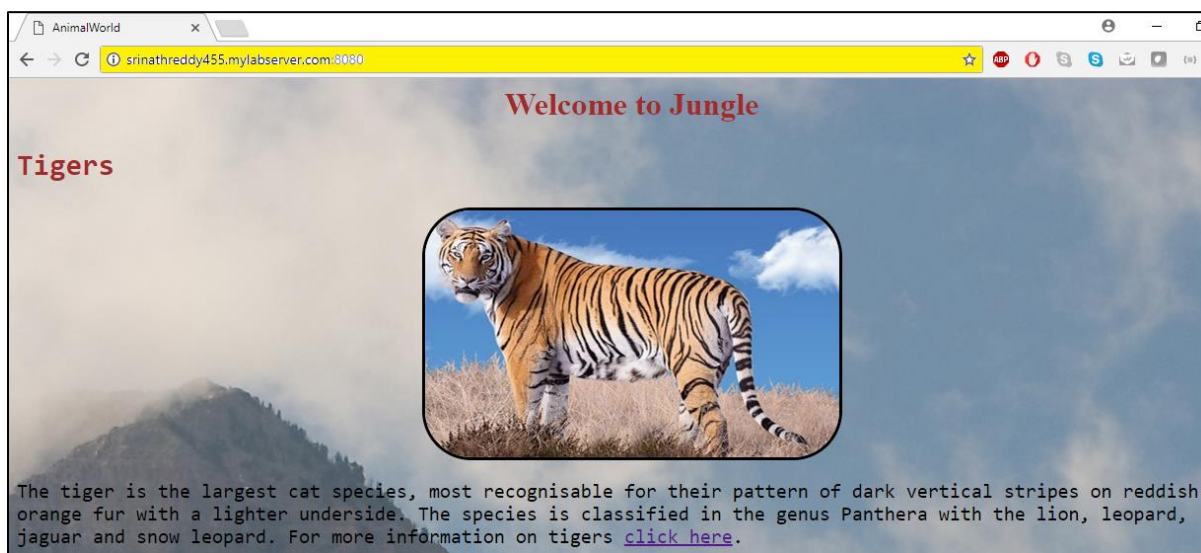 AnimalWorld
srinathreddy455.mylabserver.com:8080
ABP
Welcome to Jungle
Tigers
The tiger is the largest cat species, most recognisable for their pattern of dark vertical stripes on reddish
orange fur with a lighter underside. The species is classified in the genus Panthera with the lion, leopard,
jaguar and snow leopard. For more information on tigers click here.